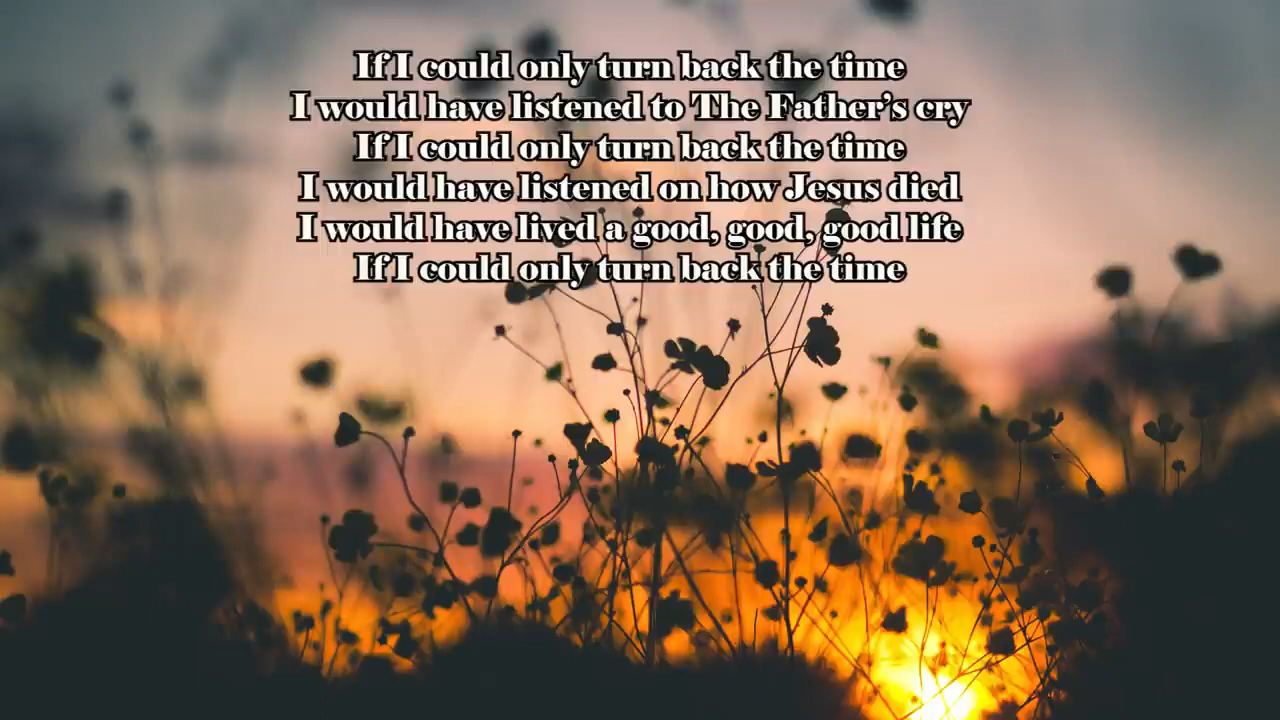 If I could only turn back the time
I would have listened to The Father's cry
If I could only turn back the time
I would have listened on how Jesus died
I would have lived a good, good, good life
If I could only turn back the time